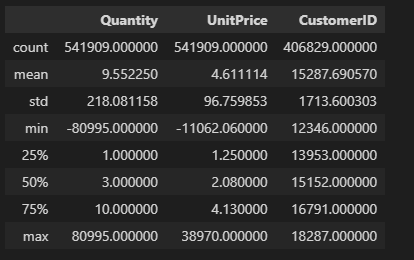 Quantity UnitPrice CustomerID
count 541909.000000 541909.000000 406829.000000
mean 9.552250 4.611114 15287.690570
std 218.081158 96.759853 1713.600303
min -80995.000000 -11062.060000 12346.000000
25% 1.000000 1.250000 13953.000000
50% 3.000000 2.080000 15152.000000
75% 10.000000 4.130000 16791.000000
max 80995.000000 38970.000000 18287.000000